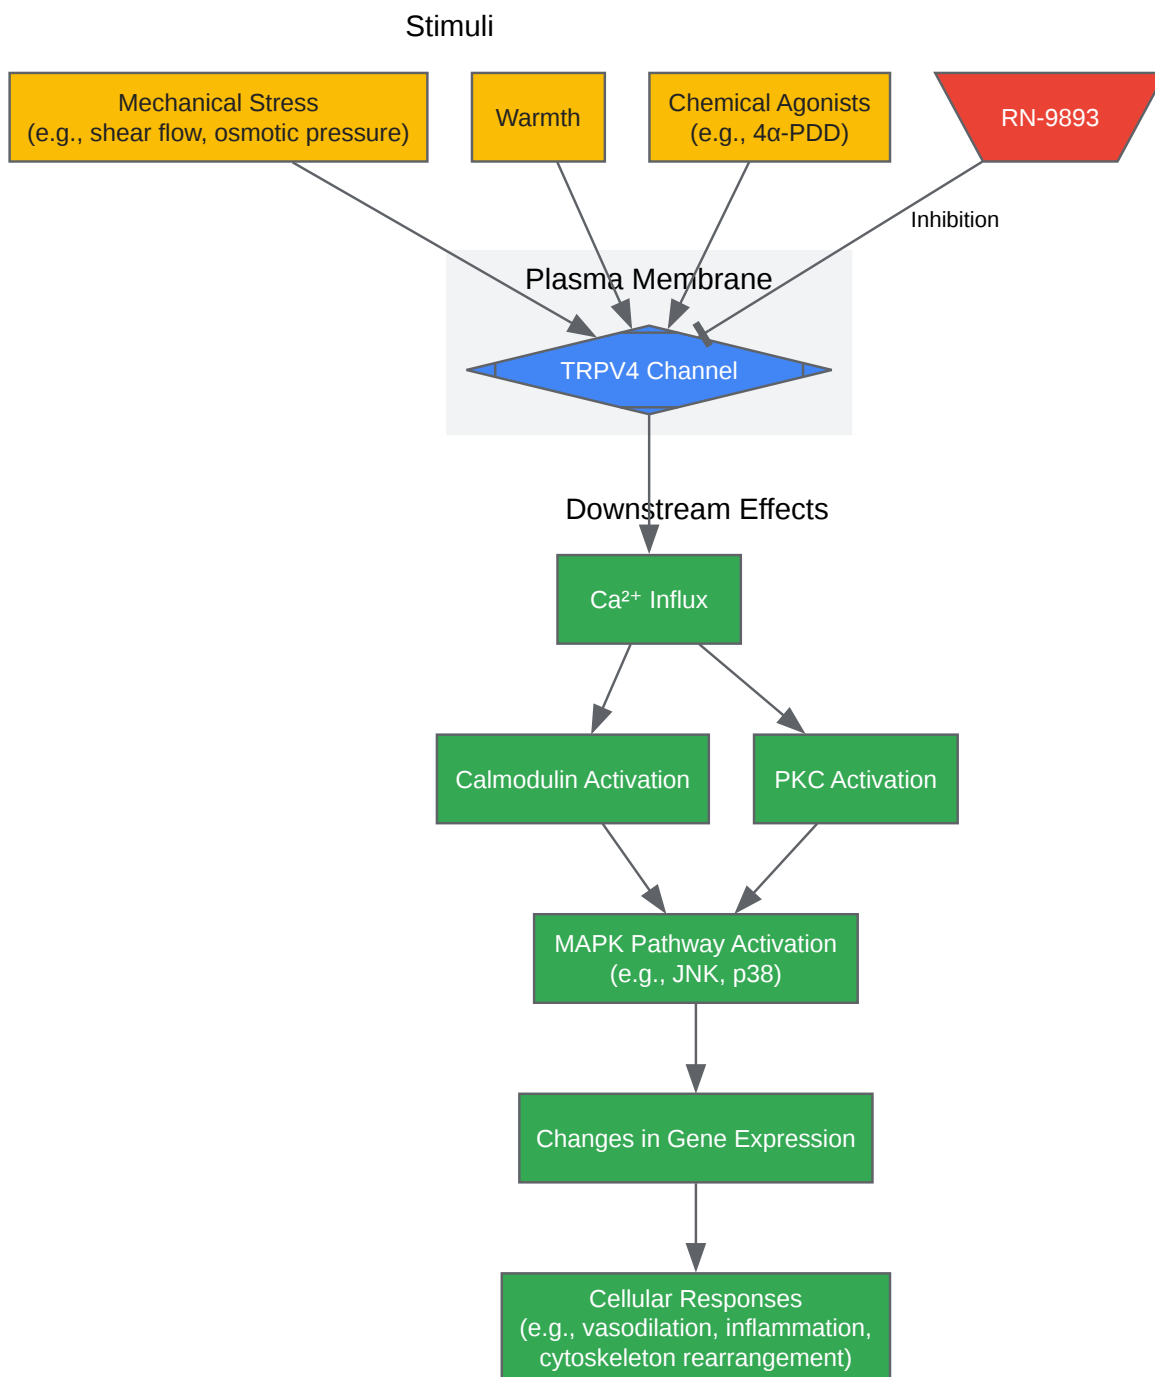 Stimuli
Mechanical Stress
(e.g., shear flow, osmotic pressure)
Warmth
Chemical Agonists
(e.g., 4α-PDD)
RN-9893
Inhibition
Plasma Membrane
TRPV4 Channel
Downstream Effects
Ca²⁺ Influx
Calmodulin Activation
PKC Activation
MAPK Pathway Activation
(e.g., JNK, p38)
Changes in Gene Expression
Cellular Responses
(e.g., vasodilation, inflammation,
cytoskeleton rearrangement)